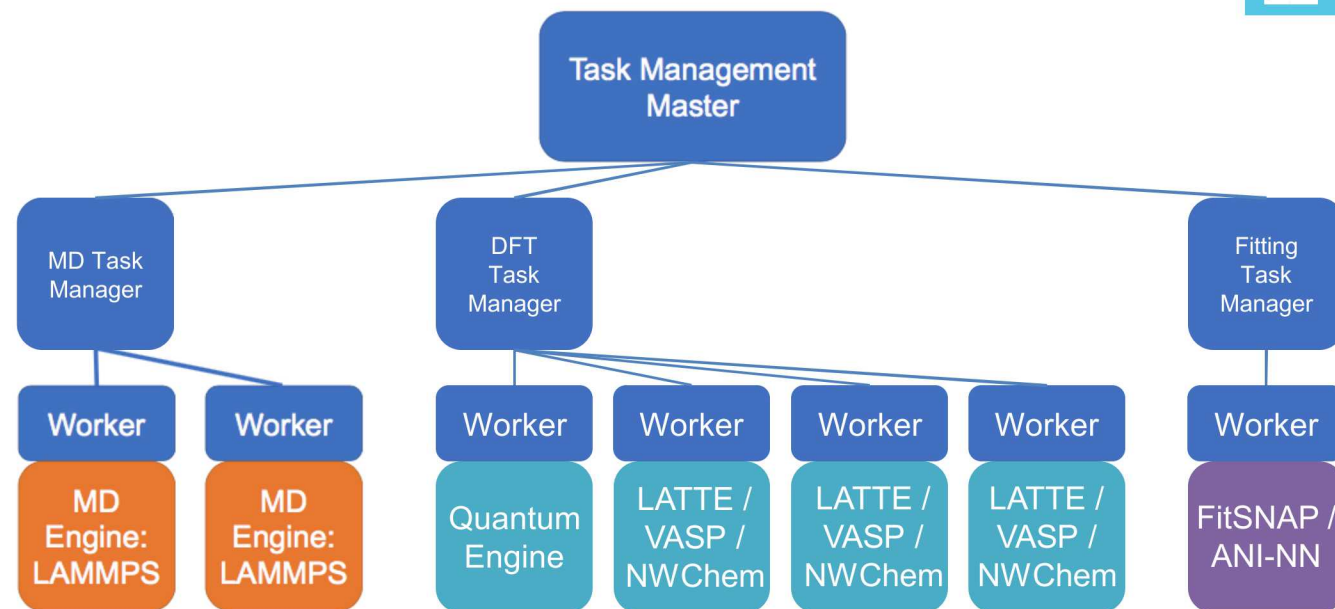 Task Management
Master
MD Task
Manager
DFT
Task
Manager
Fitting
Task
Manager
Worker
Worker
Worker
Worker
Worker
Worker
Worker
MD
Engine:
LAMMPS
MD
Engine:
LAMMPS
Quantum
Engine
LATTE /
VASP /
NWChem
LATTE /
VASP /
NWChem
LATTE /
VASP /
NWChem
FitSNAP /
ANI-NN